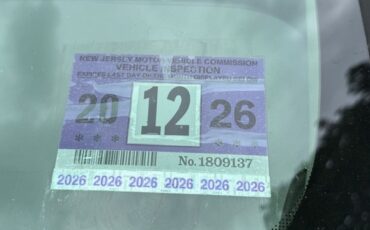 NEW JERSEY MOTOR VEHICLE COMMISSION
VEHICLE INSPECTION
20 12 26
* * * * * *
No. 1809137
2026 2026 2026 2026 2026 2026